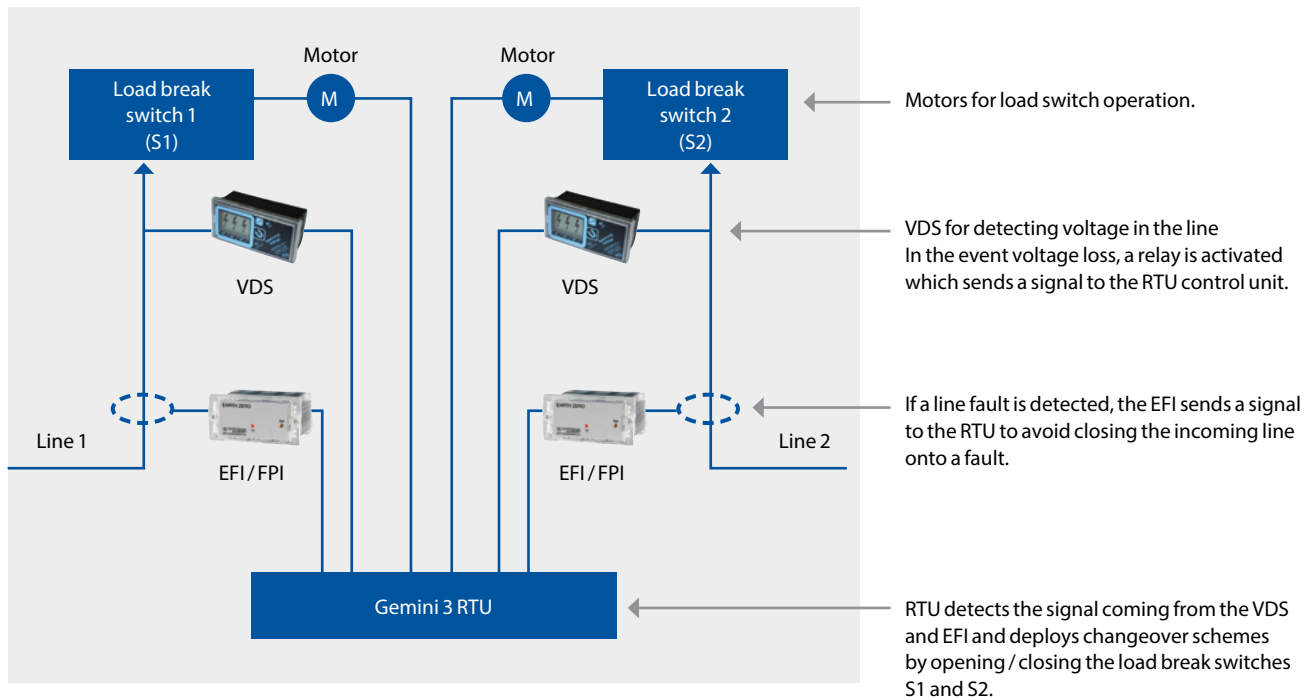 Motor
Motor
Load break
switch 1
(S1)
M
M
Load break
switch 2
(S2)
Motors for load switch operation.
VDS
VDS
VDS for detecting voltage in the line
In the event voltage loss, a relay is activated
which sends a signal to the RTU control unit.
EARTH ZERO
EARTH ZERO
Line 1
EFI / FPI
EFI / FPI
Line 2
If a line fault is detected, the EFI sends a signal
to the RTU to avoid closing the incoming line
onto a fault.
Gemini 3 RTU
RTU detects the signal coming from the VDS
and EFI and deploys changeover schemes
by opening / closing the load break switches
S1 and S2.